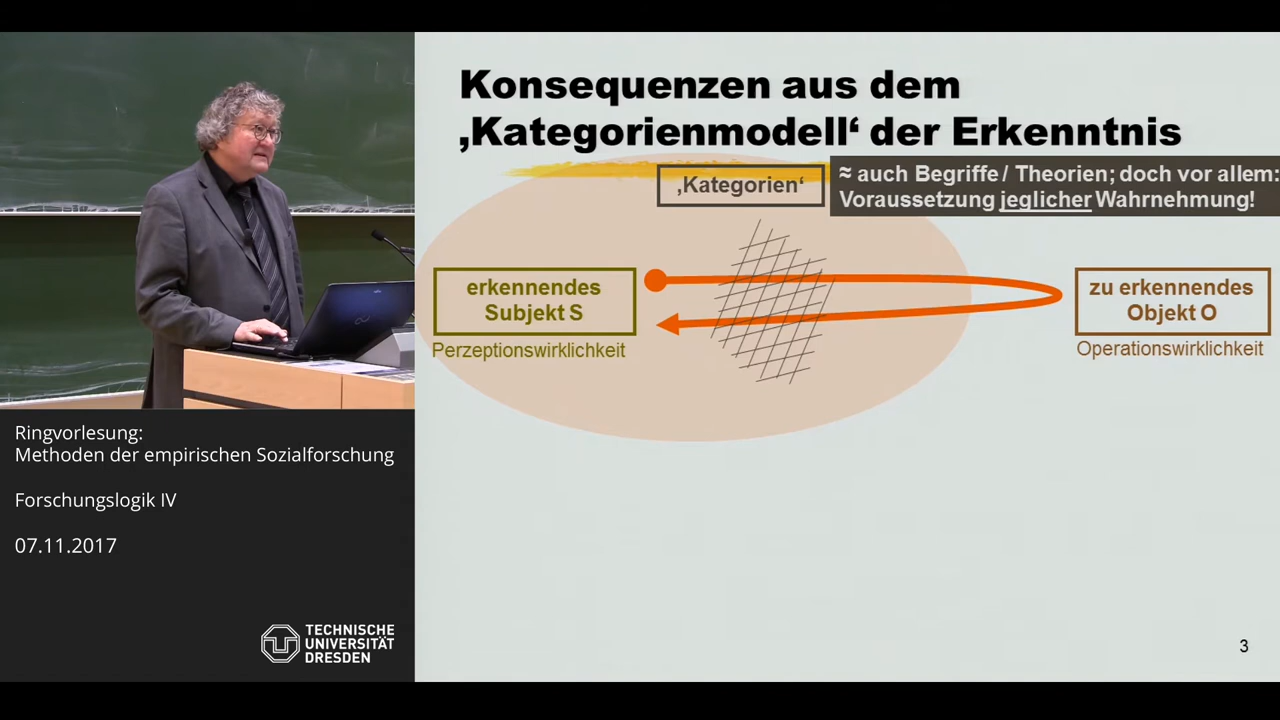 Konsequenzen aus dem
‚Kategorienmodell‘ der Erkenntnis
‚Kategorien‘
≈ auch Begriffe / Theorien; doch vor allem:
Voraussetzung jeglicher Wahrnehmung!
erkennendes
Subjekt S
Perzeptionswirklichkeit
zu erkennendes
Objekt O
Operationswirklichkeit
3
Ringvorlesung:
Methoden der empirischen Sozialforschung
Forschungslogik IV
07.11.2017
TECHNISCHE
UNIVERSITÄT
DRESDEN